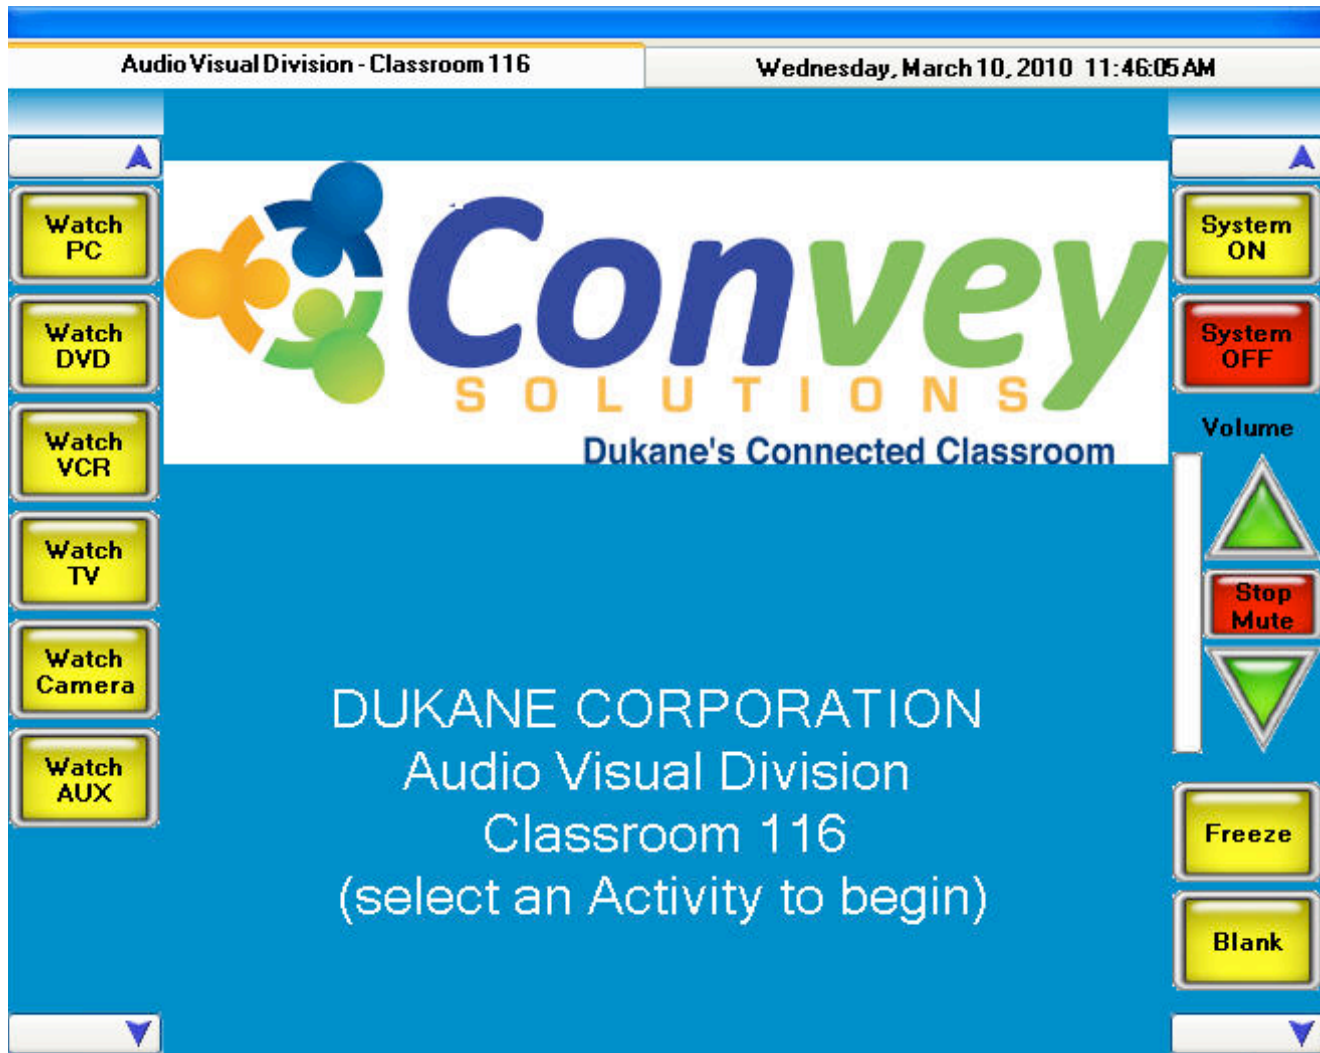 Audio Visual Division - Classroom 116
Wednesday, March 10, 2010 11:46:05 AM
Watch
PC
Watch
DVD
Watch
VCR
Watch
TV
Watch
Camera
Watch
AUX
Convey
SOLUTIONS
Dukane's Connected Classroom
DUKANE CORPORATION
Audio Visual Division
Classroom 116
(select an Activity to begin)
System
ON
System
OFF
Volume
Stop
Mute
Freeze
Blank